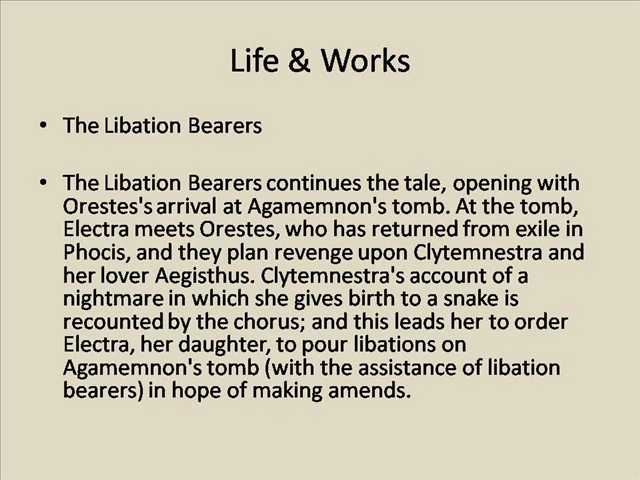 Life & Works
• The Libation Bearers
• The Libation Bearers continues the tale, opening with
Orestes's arrival at Agamemnon's tomb. At the tomb,
Electra meets Orestes, who has returned from exile in
Phocis, and they plan revenge upon Clytemnestra and
her lover Aegisthus. Clytemnestra's account of a
nightmare in which she gives birth to a snake is
recounted by the chorus; and this leads her to order
Electra, her daughter, to pour libations on
Agamemnon's tomb (with the assistance of libation
bearers) in hope of making amends.